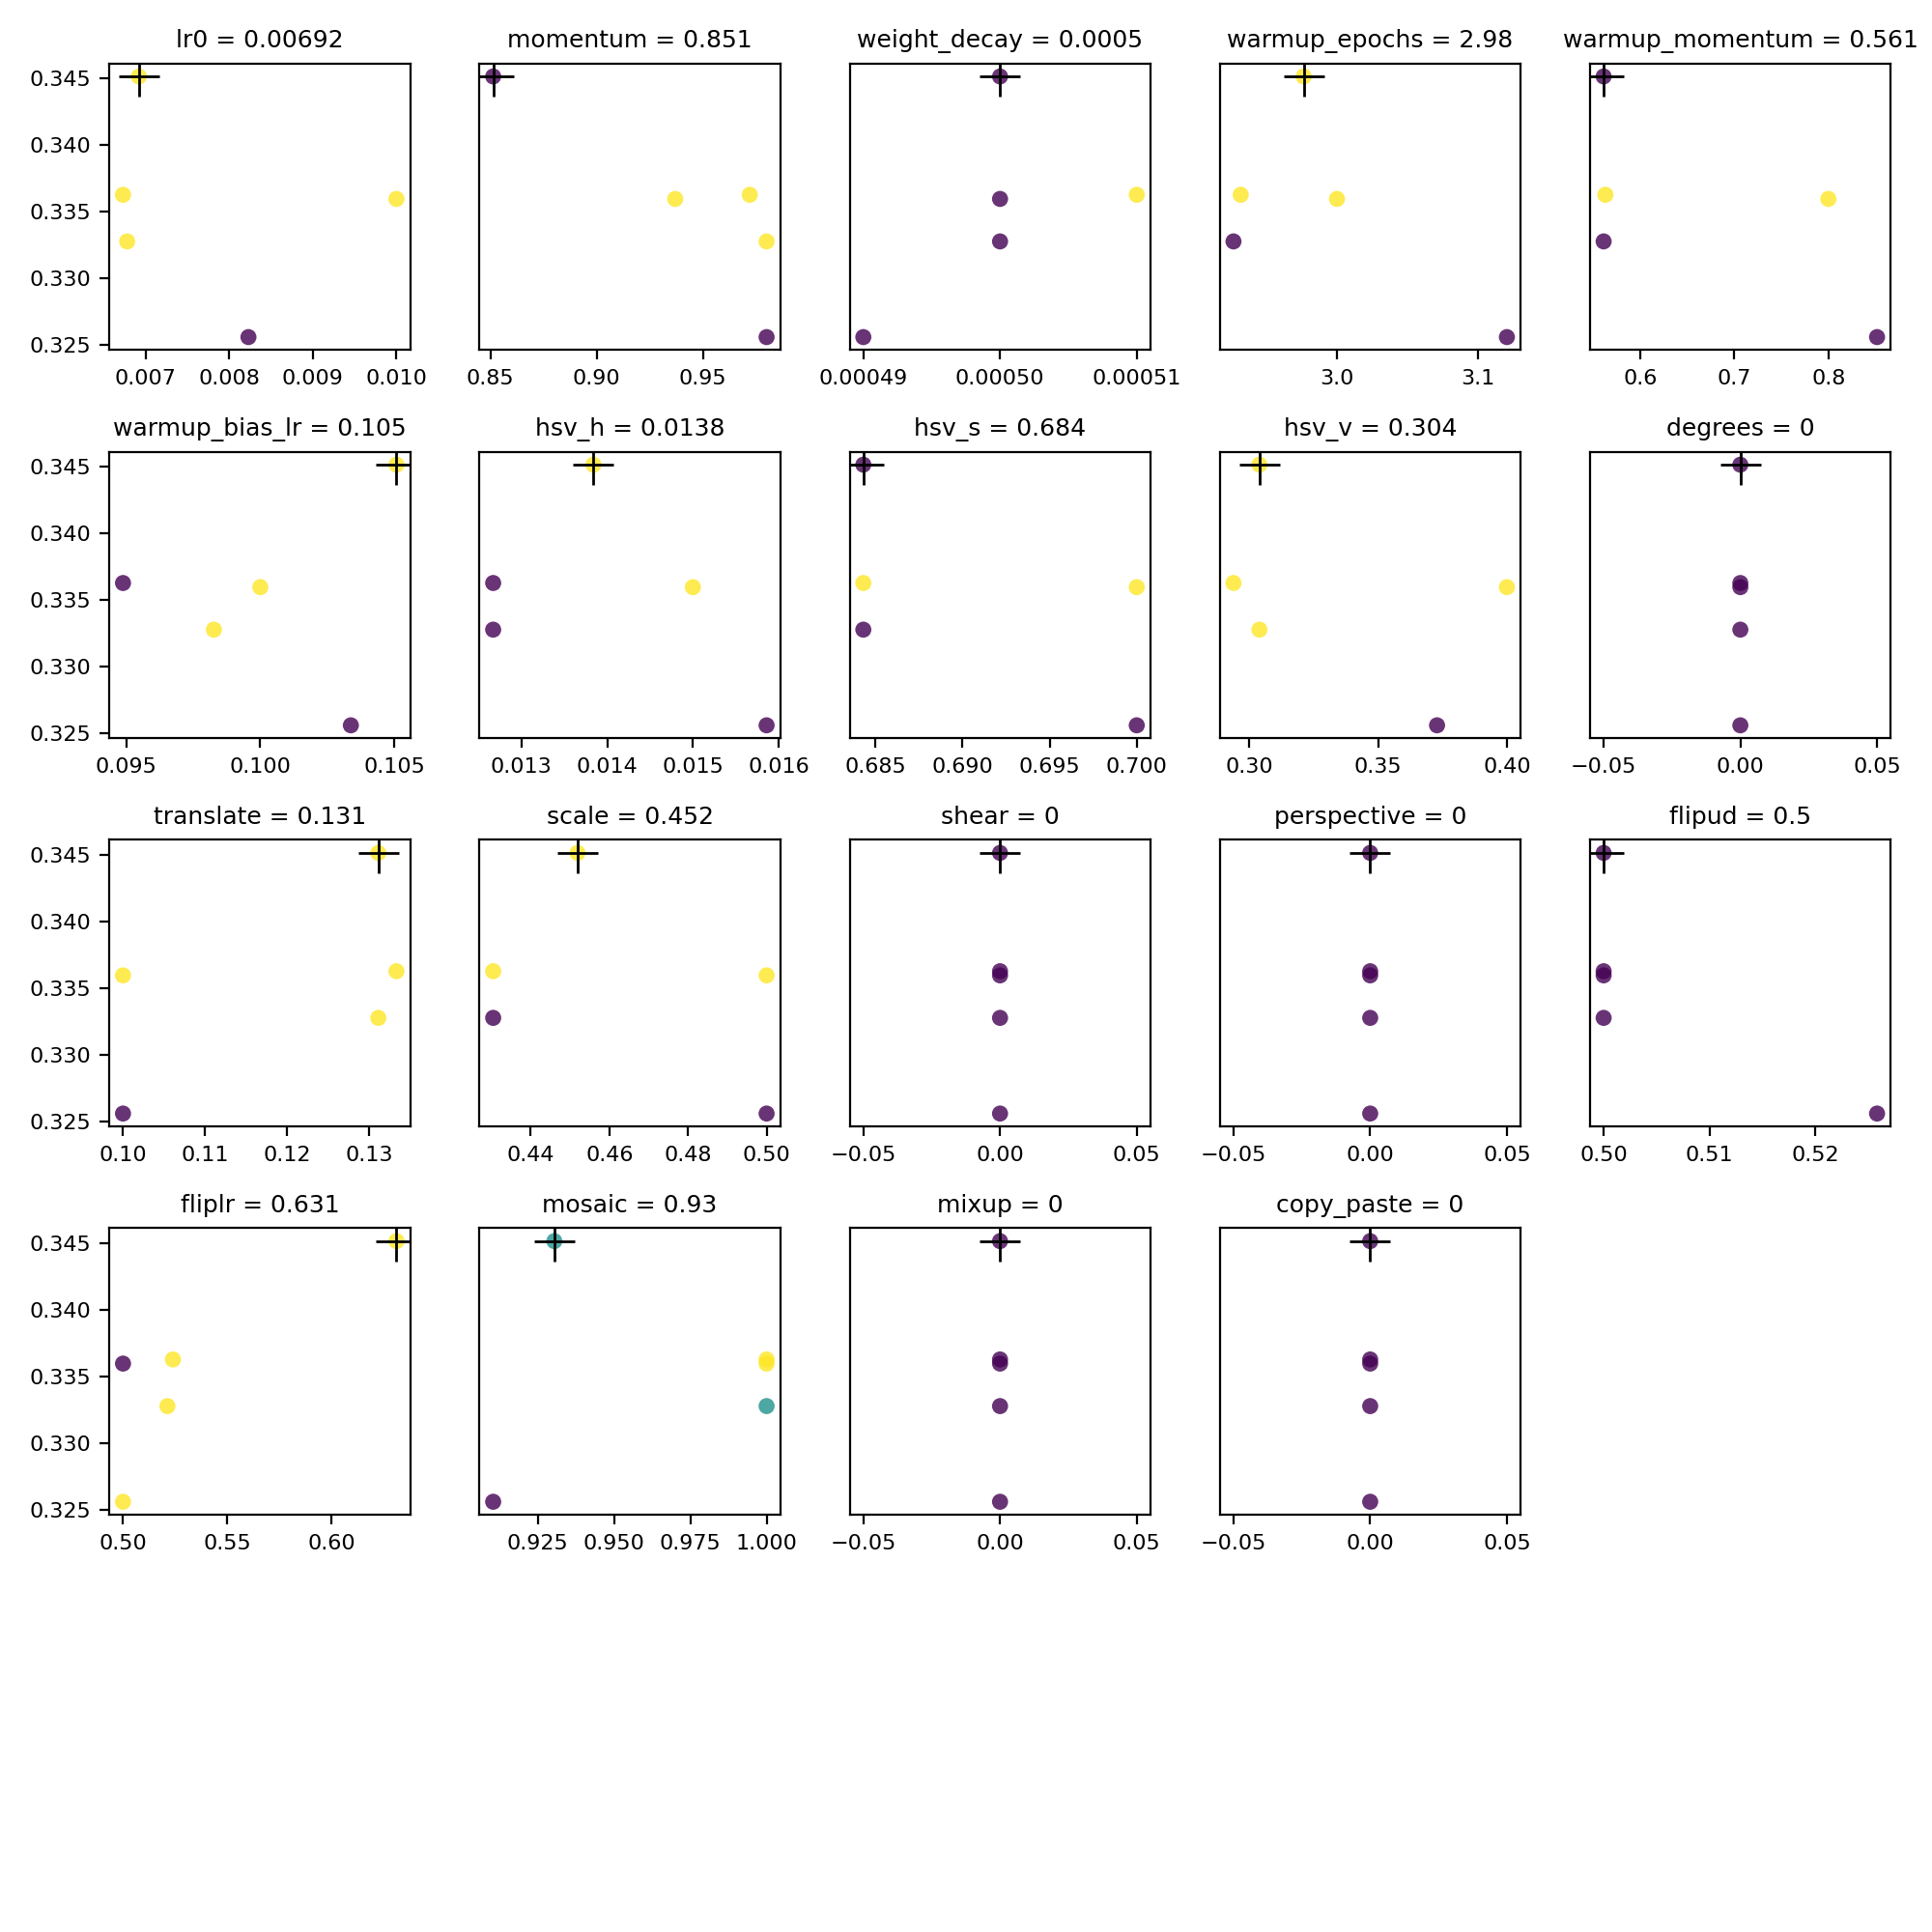 lr0 = 0.00692 momentum = 0.851 weight_decay = 0.0005 warmup_epochs = 2.98 warmup_momentum = 0.561
0.345
0.340
0.335
0.330
0.325
0.007 0.008 0.009 0.010 0.85 0.90 0.95 0.00049 0.00050 0.00051 3.0 3.1 0.6 0.7 0.8
warmup_bias_lr = 0.105 hsv_h = 0.0138 hsv_s = 0.684 hsv_v = 0.304 degrees = 0
0.345
0.340
0.335
0.330
0.325
0.095 0.100 0.105 0.013 0.014 0.015 0.016 0.685 0.690 0.695 0.700 0.30 0.35 0.40 −0.05 0.00 0.05
translate = 0.131 scale = 0.452 shear = 0 perspective = 0 flipud = 0.5
0.345
0.340
0.335
0.330
0.325
0.10 0.11 0.12 0.13 0.44 0.46 0.48 0.50 −0.05 0.00 0.05 −0.05 0.00 0.05 0.50 0.51 0.52
fliplr = 0.631 mosaic = 0.93 mixup = 0 copy_paste = 0
0.345
0.340
0.335
0.330
0.325
0.50 0.55 0.60 0.925 0.950 0.975 1.000 −0.05 0.00 0.05 −0.05 0.00 0.05